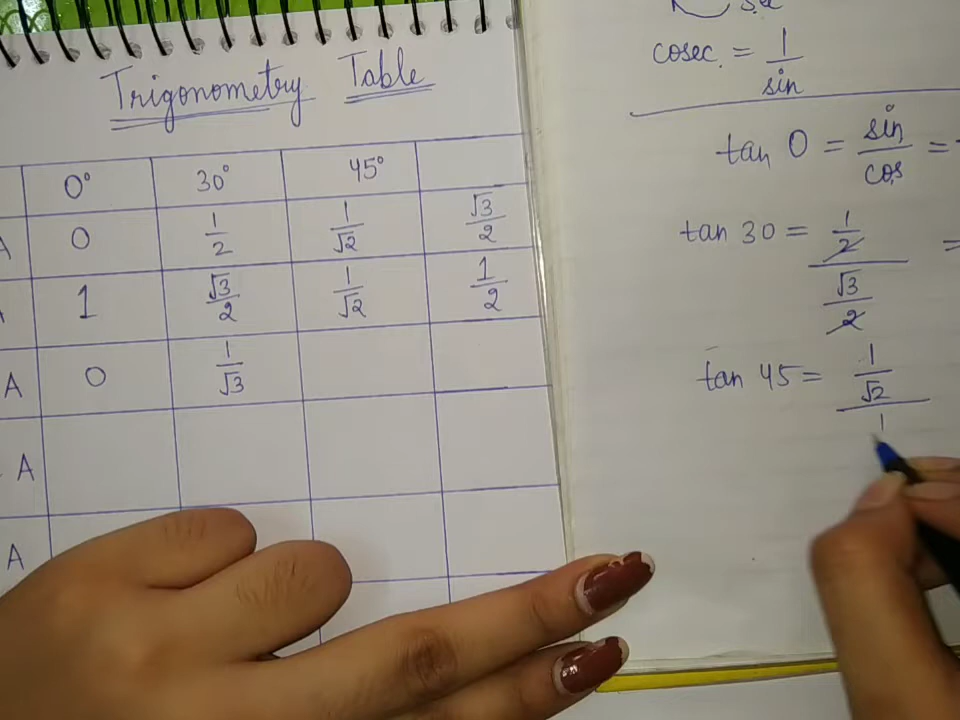 Trigonometry Table
0° 30° 45°
A 0 1/2 1/√2 √3/2
1 √3/2 1/√2 1/2
A 0 1/√3
A
A
cosec. = 1/sin
tan 0 = sin/cos =
tan 30 = 1/2 / √3/2 =
tan 45 = 1/√2 / 1